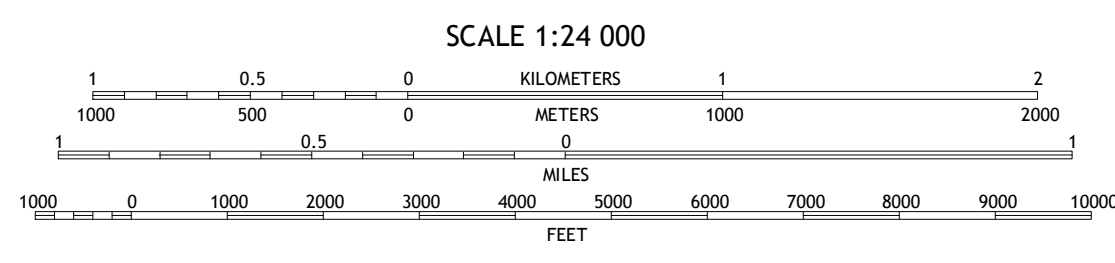 SCALE 1:24 000
1 0.5 0 KILOMETERS 1 2
1000 500 0 METERS 1000 2000
1 0.5 0 1
MILES
1000 0 1000 2000 3000 4000 5000 6000 7000 8000 9000 10000
FEET